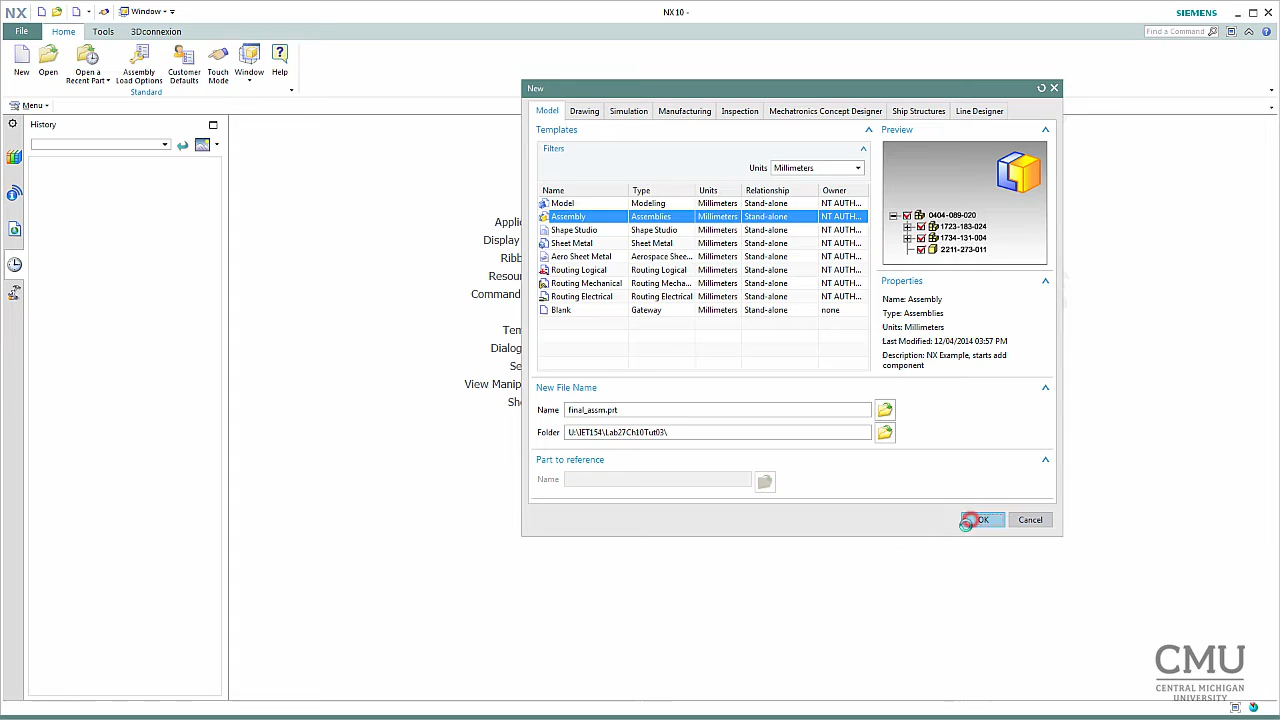 NX
Window
NX 10 -
SIEMENS
File
Home
Tools
3Dconnexion
Find a Command
New
Open
Open a
Recent Part
Assembly
Load Options
Customer
Defaults
Touch
Mode
Window
Help
Standard
Menu
History
Applic
Display
Ribb
Resour
Command
Tem
Dialog
Se
View Manip
Sh
New
Model
Drawing
Simulation
Manufacturing
Inspection
Mechatronics Concept Designer
Ship Structures
Line Designer
Templates
Filters
Units
Millimeters
Name Type Units Relationship Owner
Model Modeling Millimeters Stand-alone NT AUTH...
Assembly Assemblies Millimeters Stand-alone NT AUTH...
Shape Studio Shape Studio Millimeters Stand-alone NT AUTH...
Sheet Metal Sheet Metal Millimeters Stand-alone NT AUTH...
Aero Sheet Metal Aerospace Shee... Millimeters Stand-alone NT AUTH...
Routing Logical Routing Logical Millimeters Stand-alone NT AUTH...
Routing Mechanical Routing Mecha... Millimeters Stand-alone NT AUTH...
Routing Electrical Routing Electrical Millimeters Stand-alone NT AUTH...
Blank Gateway Millimeters Stand-alone none
Preview
0404-089-020
1723-183-024
1734-131-004
2211-273-011
Properties
Name: Assembly
Type: Assemblies
Units: Millimeters
Last Modified: 12/04/2014 03:57 PM
Description: NX Example, starts add
component
New File Name
Name final_assm.prt
Folder U:\IET154\Lab27Ch10Tut03\
Part to reference
Name
OK
Cancel
CMU
CENTRAL MICHIGAN
UNIVERSITY